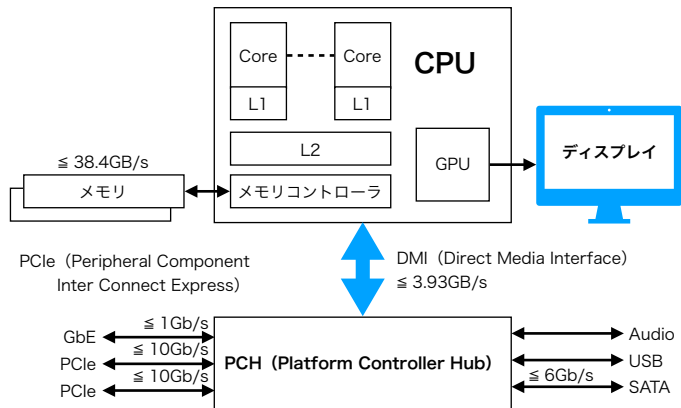 CPU
Core
Core
L1
L1
L2
GPU
ディスプレイ
≦ 38.4GB/s
メモリ
メモリコントローラ
PCIe（Peripheral Component
Inter Connect Express）
DMI（Direct Media Interface）
≦ 3.93GB/s
GbE
≦ 1Gb/s
PCIe
≦ 10Gb/s
PCIe
≦ 10Gb/s
PCH（Platform Controller Hub）
Audio
USB
≦ 6Gb/s
SATA